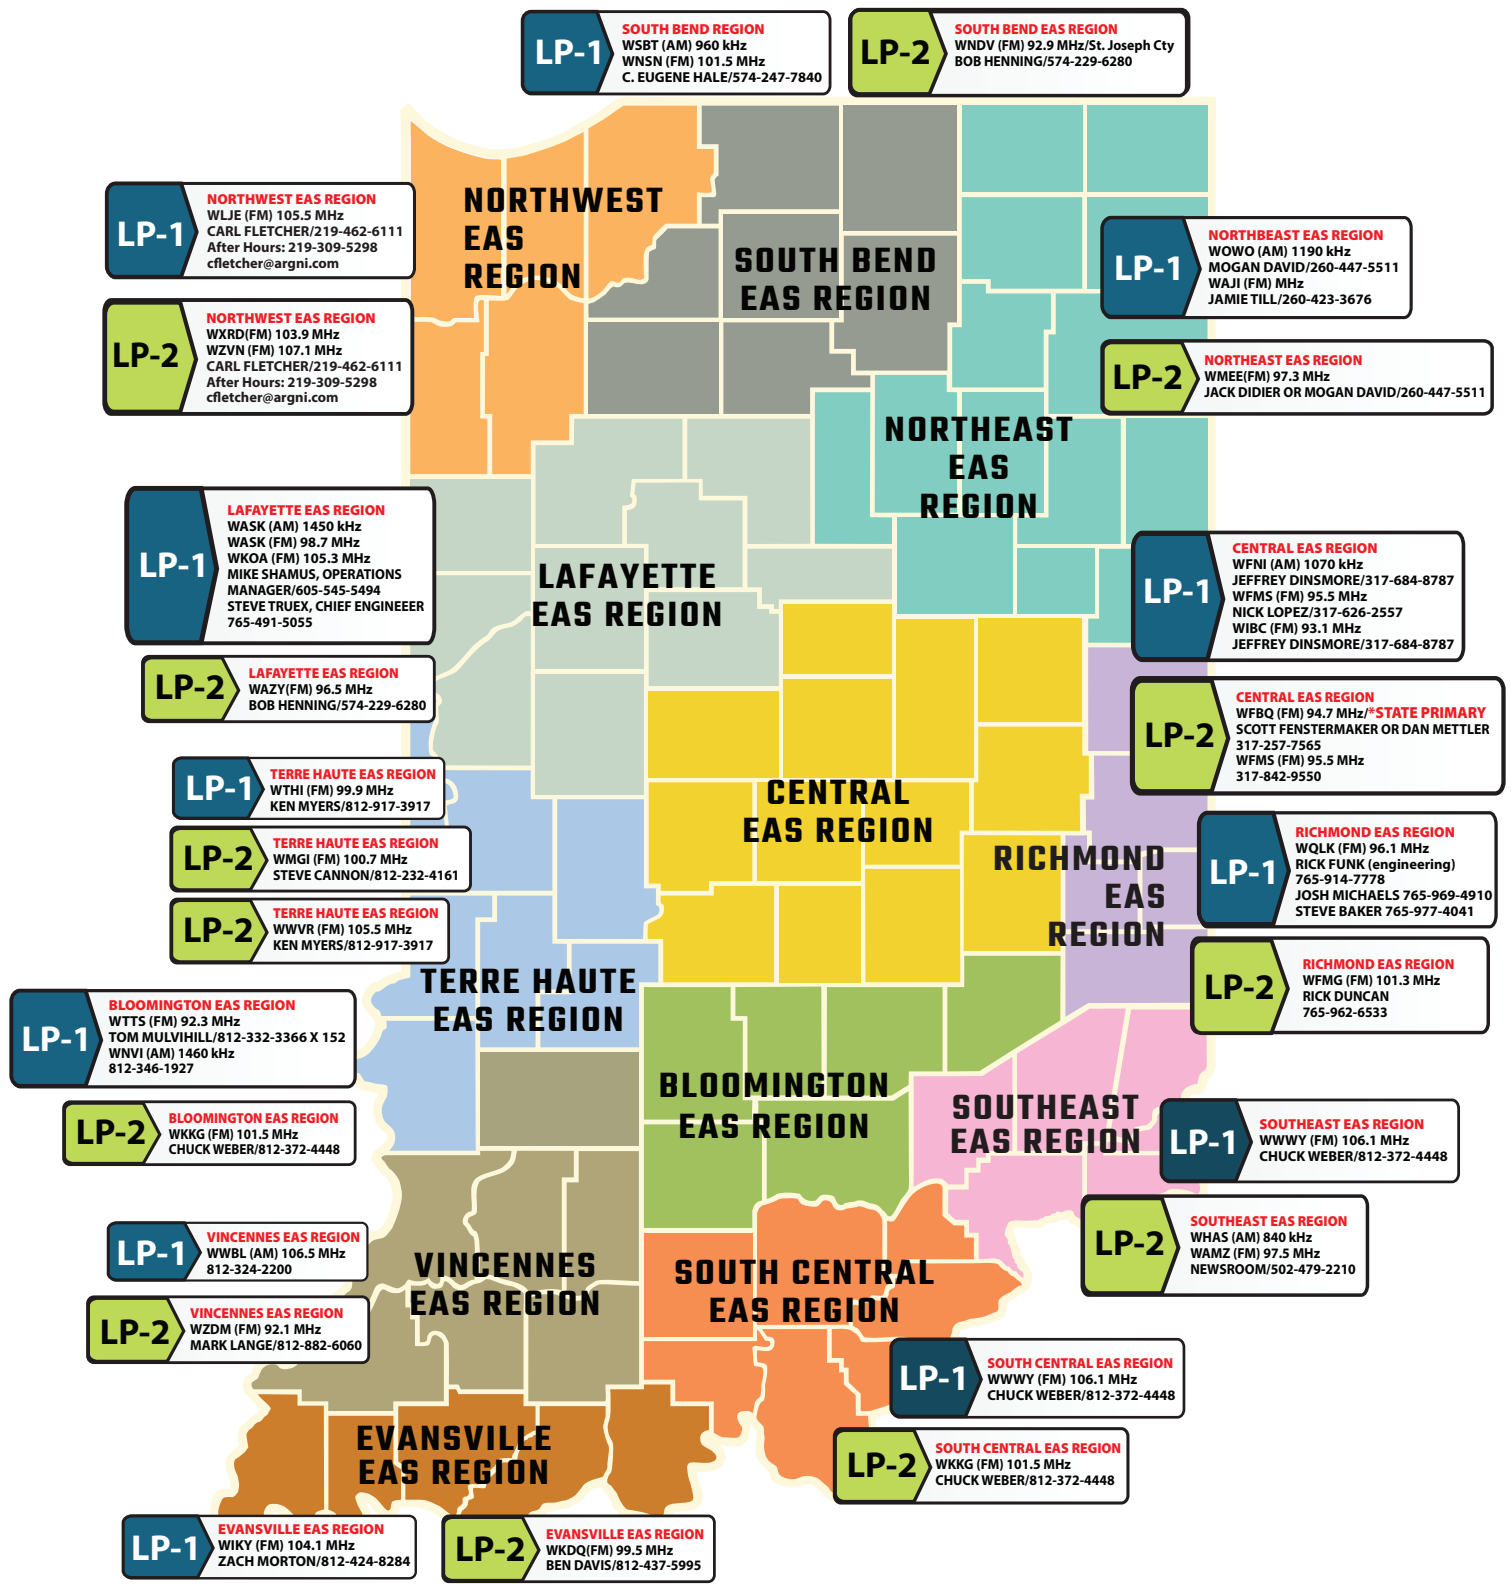 LP-1
SOUTH BEND REGION
WSBT (AM) 960 kHz
WNSN (FM) 101.5 MHz
C. EUGENE HALE/574-247-7840
LP-2
SOUTH BEND EAS REGION
WNDV (FM) 92.9 MHz/St. Joseph Cty
BOB HENNING/574-229-6280
LP-1
NORTHWEST EAS REGION
WLJE (FM) 105.5 MHz
CARL FLETCHER/219-462-6111
After Hours: 219-309-5298
cfletcher@argni.com
LP-2
NORTHWEST EAS REGION
WXRD(FM) 103.9 MHz
WZVN (FM) 107.1 MHz
CARL FLETCHER/219-462-6111
After Hours: 219-309-5298
cfletcher@argni.com
NORTHWEST
EAS
REGION
SOUTH BEND
EAS REGION
LP-1
NORTHBEAST EAS REGION
WOWO (AM) 1190 kHz
MOGAN DAVID/260-447-5511
WAJI (FM) MHz
JAMIE TILL/260-423-3676
LP-2
NORTHEAST EAS REGION
WMEE(FM) 97.3 MHz
JACK DIDIER OR MOGAN DAVID/260-447-5511
NORTHEAST
EAS
REGION
LP-1
LAFAYETTE EAS REGION
WASK (AM) 1450 kHz
WASK (FM) 98.7 MHz
WKOA (FM) 105.3 MHz
MIKE SHAMUS, OPERATIONS
MANAGER/605-545-5494
STEVE TRUEX, CHIEF ENGINEEER
765-491-5055
LP-2
LAFAYETTE EAS REGION
WAZY(FM) 96.5 MHz
BOB HENNING/574-229-6280
LAFAYETTE
EAS REGION
LP-1
CENTRAL EAS REGION
WFNI (AM) 1070 kHz
JEFFREY DINSMORE/317-684-8787
WFMS (FM) 95.5 MHz
NICK LOPEZ/317-626-2557
WIBC (FM) 93.1 MHz
JEFFREY DINSMORE/317-684-8787
LP-2
CENTRAL EAS REGION
WFBQ (FM) 94.7 MHz/*STATE PRIMARY
SCOTT FENSTERMAKER OR DAN METTLER
317-257-7565
WFMS (FM) 95.5 MHz
317-842-9550
CENTRAL
EAS REGION
LP-1
TERRE HAUTE EAS REGION
WTHI (FM) 99.9 MHz
KEN MYERS/812-917-3917
LP-2
TERRE HAUTE EAS REGION
WMGI (FM) 100.7 MHz
STEVE CANNON/812-232-4161
LP-2
TERRE HAUTE EAS REGION
WWVR (FM) 105.5 MHz
KEN MYERS/812-917-3917
TERRE HAUTE
EAS REGION
RICHMOND
EAS
REGION
LP-1
RICHMOND EAS REGION
WQLK (FM) 96.1 MHz
RICK FUNK (engineering)
765-914-7778
JOSH MICHAELS 765-969-4910
STEVE BAKER 765-977-4041
LP-2
RICHMOND EAS REGION
WFMG (FM) 101.3 MHz
RICK DUNCAN
765-962-6533
LP-1
BLOOMINGTON EAS REGION
WTTS (FM) 92.3 MHz
TOM MULVIHILL/812-332-3366 X 152
WNVI (AM) 1460 kHz
812-346-1927
LP-2
BLOOMINGTON EAS REGION
WKKG (FM) 101.5 MHz
CHUCK WEBER/812-372-4448
BLOOMINGTON
EAS REGION
SOUTHEAST
EAS REGION
LP-1
SOUTHEAST EAS REGION
WWWY (FM) 106.1 MHz
CHUCK WEBER/812-372-4448
LP-2
SOUTHEAST EAS REGION
WHAS (AM) 840 kHz
WAMZ (FM) 97.5 MHz
NEWSROOM/502-479-2210
LP-1
VINCENNES EAS REGION
WWBL (AM) 106.5 MHz
812-324-2200
LP-2
VINCENNES EAS REGION
WZDM (FM) 92.1 MHz
MARK LANGE/812-882-6060
VINCENNES
EAS REGION
SOUTH CENTRAL
EAS REGION
LP-1
SOUTH CENTRAL EAS REGION
WWWY (FM) 106.1 MHz
CHUCK WEBER/812-372-4448
LP-2
SOUTH CENTRAL EAS REGION
WKKG (FM) 101.5 MHz
CHUCK WEBER/812-372-4448
EVANSVILLE
EAS REGION
LP-1
EVANSVILLE EAS REGION
WIKY (FM) 104.1 MHz
ZACH MORTON/812-424-8284
LP-2
EVANSVILLE EAS REGION
WKDQ(FM) 99.5 MHz
BEN DAVIS/812-437-5995